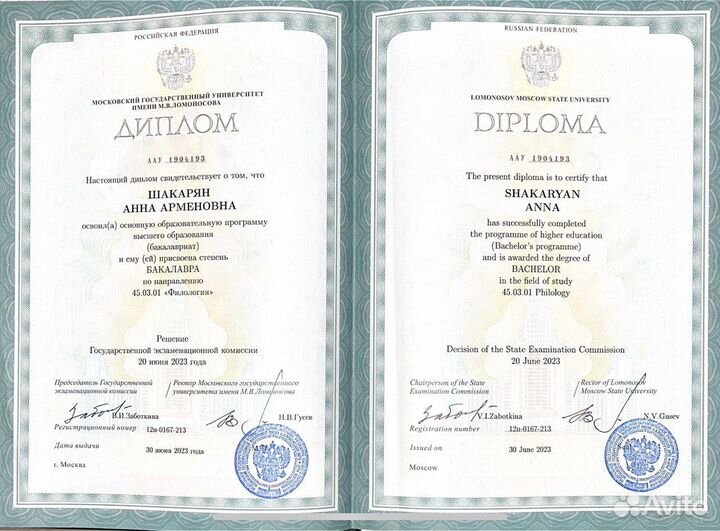 РОССИЙСКАЯ ФЕДЕРАЦИЯ
МОСКОВСКИЙ ГОСУДАРСТВЕННЫЙ УНИВЕРСИТЕТ
ИМЕНИ М.В.ЛОМОНОСОВА
ДИПЛОМ
ААУ 1904193
Настоящий диплом свидетельствует о том, что
ШАКАРЯН
АННА АРМЕНОВНА
освоил(а) основную образовательную программу
высшего образования
(бакалавриат)
и ему (ей) присвоена степень
БАКАЛАВРА
по направлению
45.03.01 «Филология»
Решение
Государственной экзаменационной комиссии
20 июня 2023 года
Председатель Государственной
экзаменационной комиссии
Ректор Московского государственного
университета имени М.В.Ломоносова
В.И.Заботкина
Н.В.Гусев
Регистрационный номер 12п-0167-213
Дата выдачи 30 июня 2023 года
г. Москва
RUSSIAN FEDERATION
LOMONOSOV MOSCOW STATE UNIVERSITY
DIPLOMA
AAУ 1904193
The present diploma is to certify that
SHAKARYAN
ANNA
has successfully completed
the programme of higher education
(Bachelor's programme)
and is awarded the degree of
BACHELOR
in the field of study
45.03.01 Philology
Decision of the State Examination Commission
20 June 2023
Chairperson of the State
Examination Commission
Rector of Lomonosov
Moscow State University
V.I.Zabotkina
N.V.Gusev
Registration number 12п-0167-213
Issued on 30 June 2023
Moscow
Avito